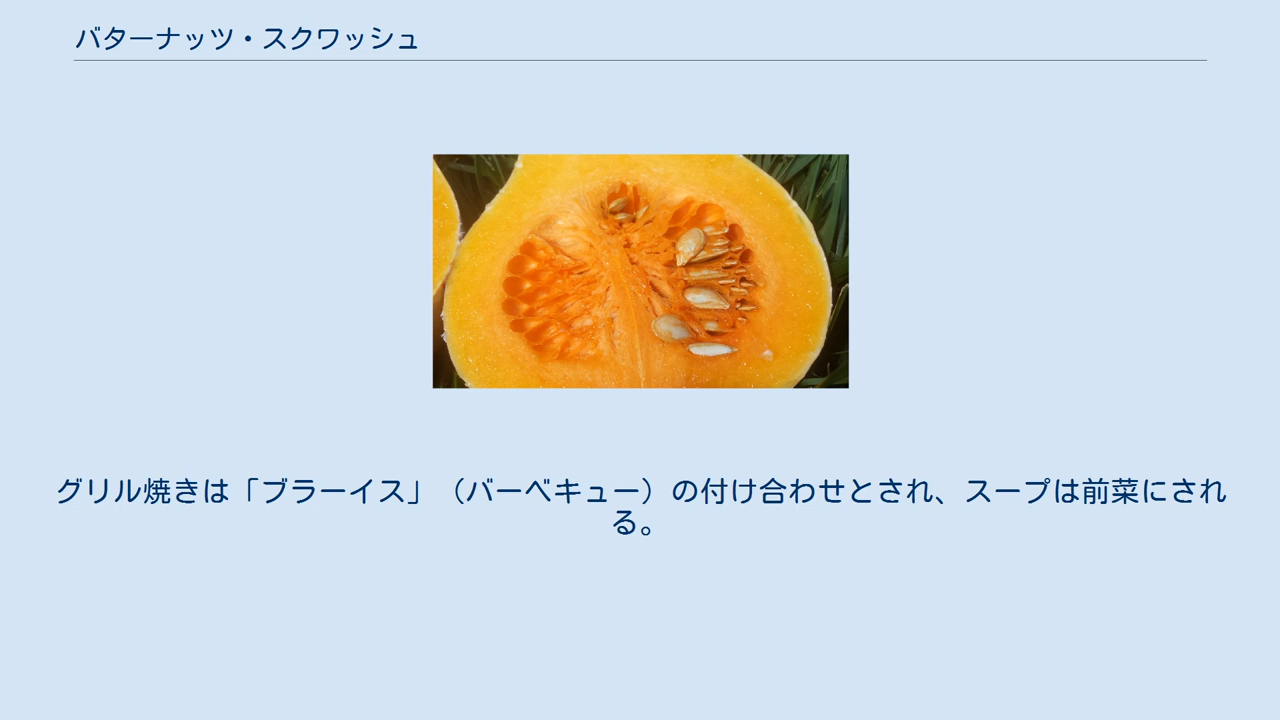 バターナッツ・スクワッシュ
グリル焼きは「ブラーイス」（バーベキュー）の付け合わせとされ、スープは前菜にされ
る。